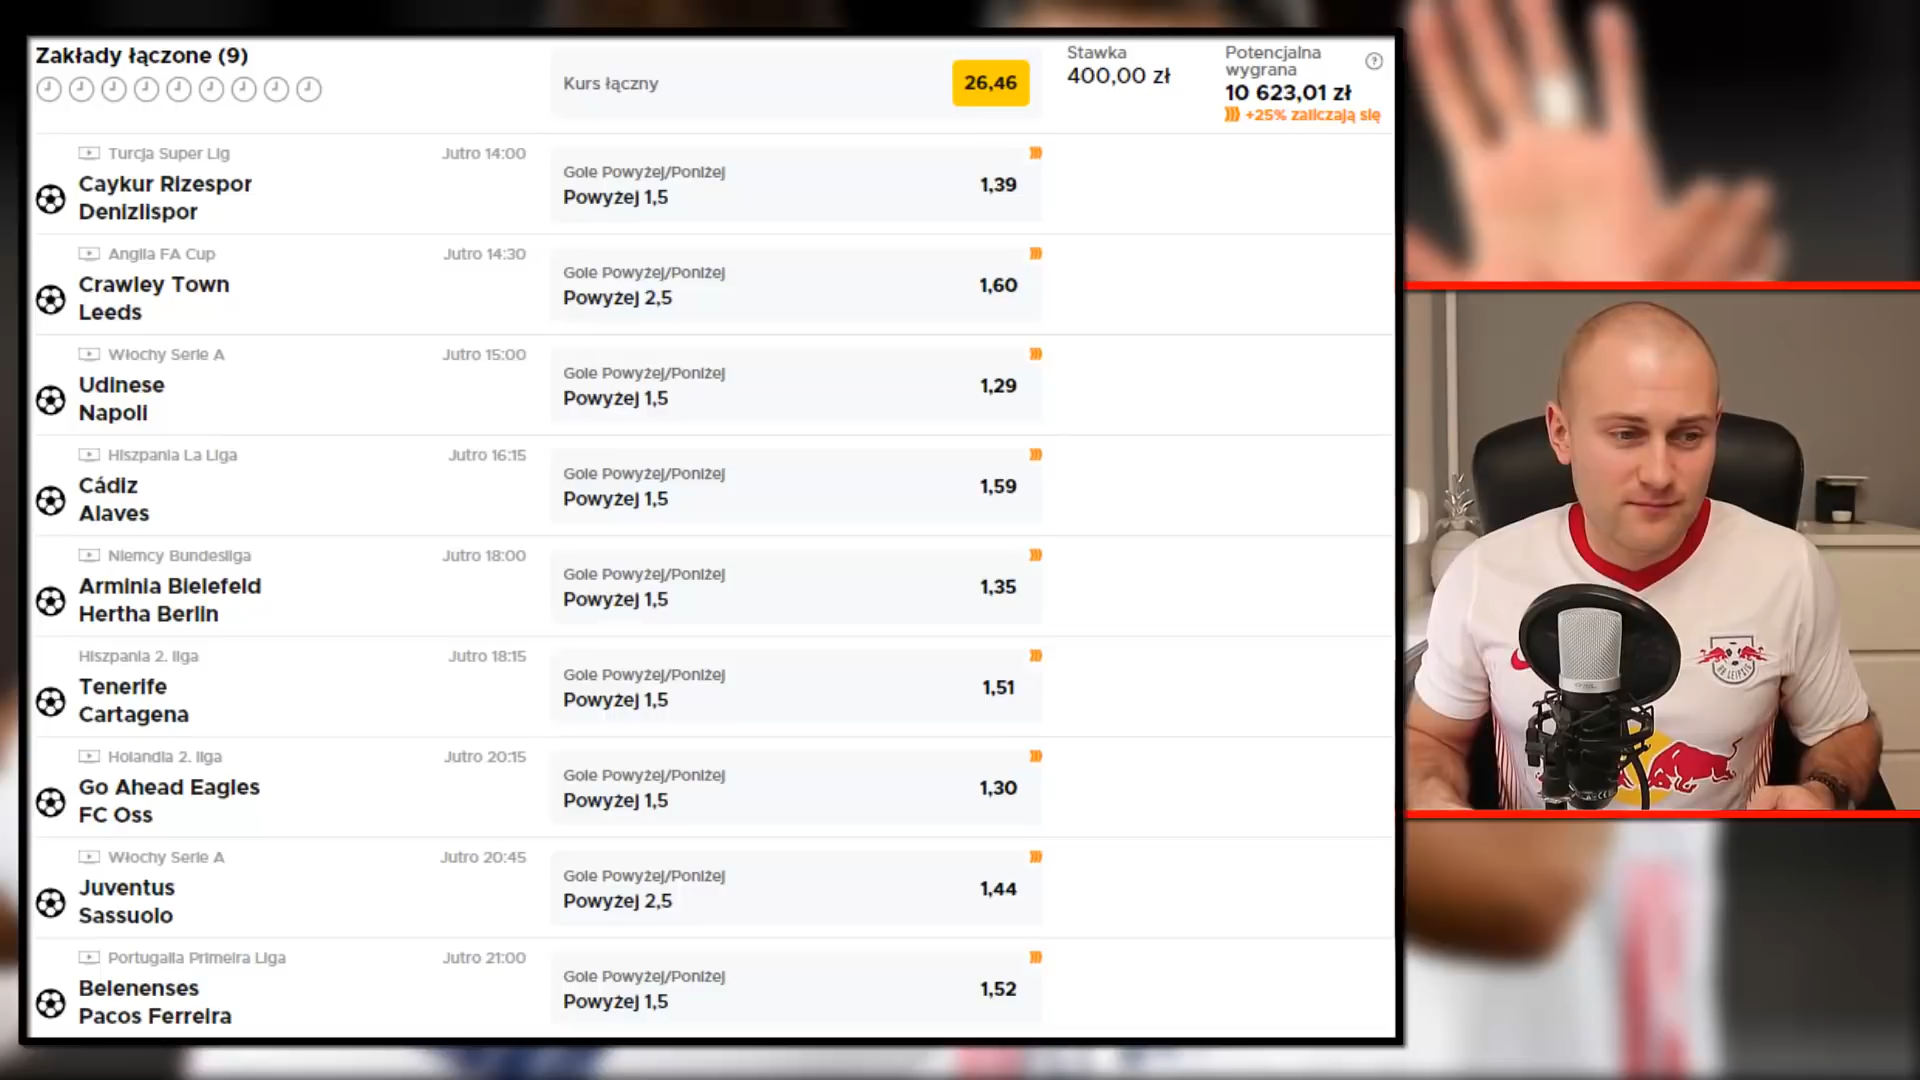 Zakłady łączone (9)
Kurs łączny
26,46
Stawka
400,00 zł
Potencjalna
wygrana
10 623,01 zł
+25% zaliczają się
Turcja Super Lig
Jutro 14:00
Caykur Rizespor
Denizlispor
Gole Powyżej/Poniżej
Powyżej 1,5
1,39
Anglia FA Cup
Jutro 14:30
Crawley Town
Leeds
Gole Powyżej/Poniżej
Powyżej 2,5
1,60
Włochy Serie A
Jutro 15:00
Udinese
Napoli
Gole Powyżej/Poniżej
Powyżej 1,5
1,29
Hiszpania La Liga
Jutro 16:15
Cádiz
Alaves
Gole Powyżej/Poniżej
Powyżej 1,5
1,59
Niemcy Bundesliga
Jutro 18:00
Arminia Bielefeld
Hertha Berlin
Gole Powyżej/Poniżej
Powyżej 1,5
1,35
Hiszpania 2. liga
Jutro 18:15
Tenerife
Cartagena
Gole Powyżej/Poniżej
Powyżej 1,5
1,51
Holandia 2. liga
Jutro 20:15
Go Ahead Eagles
FC Oss
Gole Powyżej/Poniżej
Powyżej 1,5
1,30
Włochy Serie A
Jutro 20:45
Juventus
Sassuolo
Gole Powyżej/Poniżej
Powyżej 2,5
1,44
Portugalia Primeira Liga
Jutro 21:00
Belenenses
Pacos Ferreira
Gole Powyżej/Poniżej
Powyżej 1,5
1,52
RB LEIPZIG